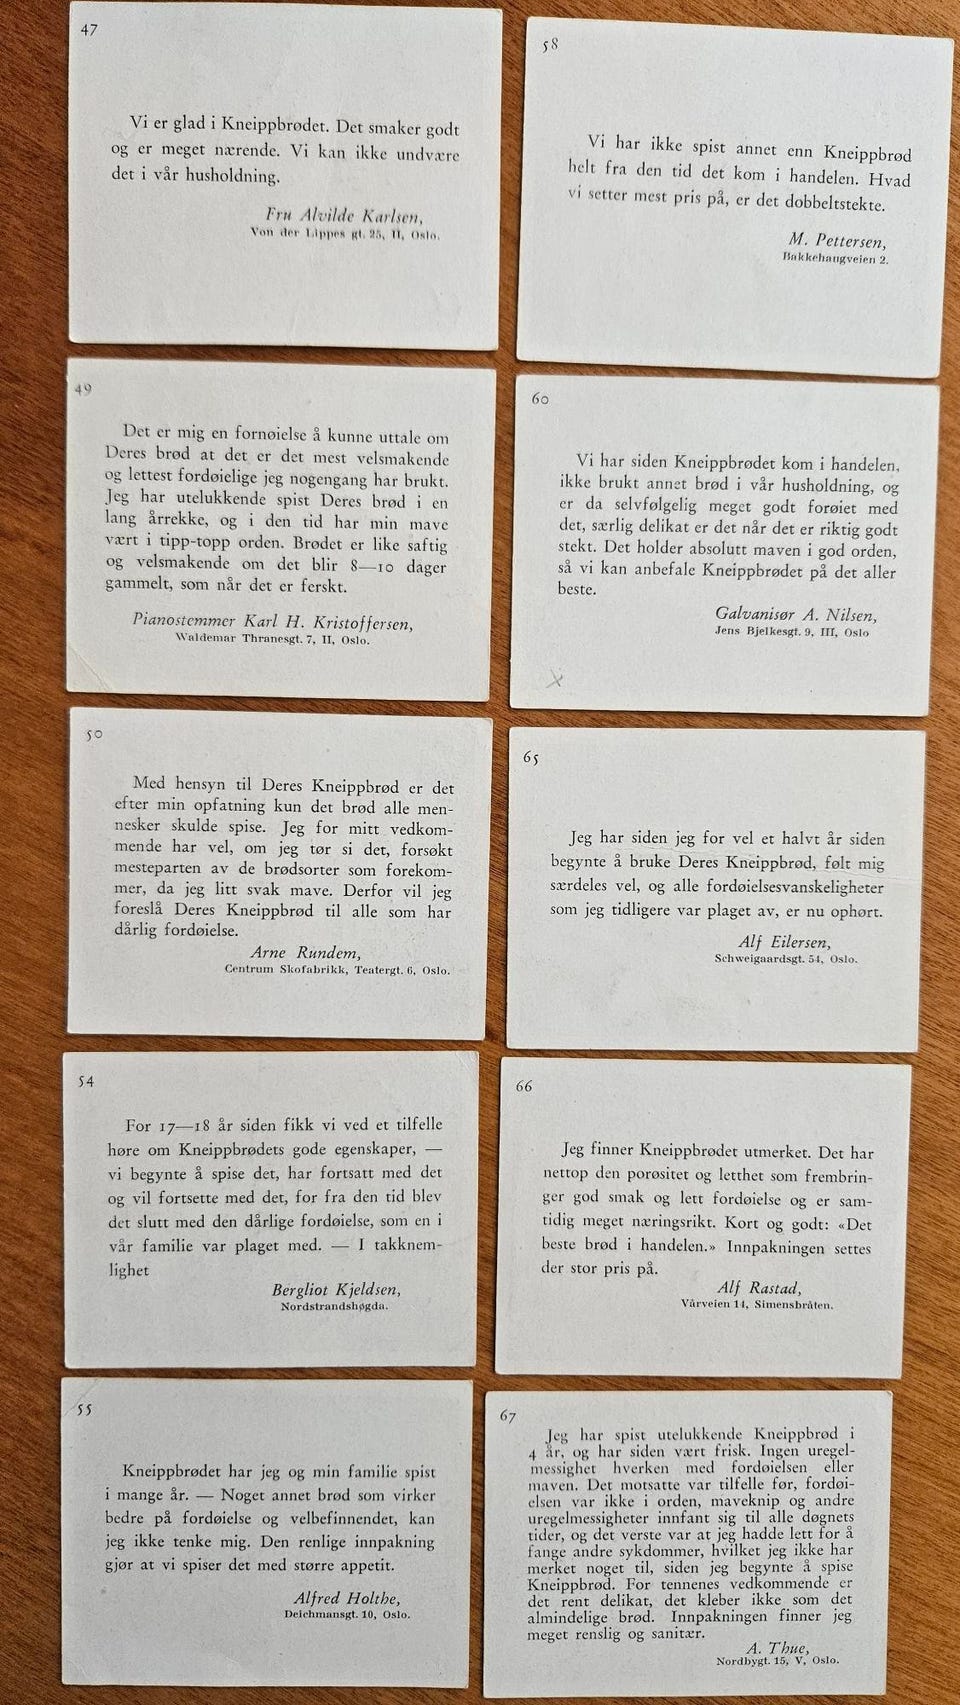 47
Vi er glad i Kneippbrødet. Det smaker godt
og er meget nærende. Vi kan ikke undvære
det i vår husholdning.
Fru Alvilde Karlsen,
Von der Lippes gt. 25, II, Oslo.
49
Det er mig en fornøielse å kunne uttale om
Deres brød at det er det mest velsmakende
og lettest fordøielige jeg nogengang har brukt.
Jeg har utelukkende spist Deres brød i en
lang årrekke, og i den tid har min mave
vært i tipp-topp orden. Brødet er like saftig
og velsmakende om det blir 8—10 dager
gammelt, som når det er ferskt.
Pianostemmer Karl H. Kristoffersen,
Waldemar Thranesgt. 7, II, Oslo.
50
Med hensyn til Deres Kneippbrød er det
efter min opfatning kun det brød alle men-
nesker skulde spise. Jeg for mitt vedkom-
mende har vel, om jeg tør si det, forsøkt
mesteparten av de brødsorter som forekom-
mer, da jeg litt svak mave. Derfor vil jeg
foreslå Deres Kneippbrød til alle som har
dårlig fordøielse.
Arne Rundem,
Centrum Skofabrikk, Teatergt. 6, Oslo.
54
For 17—18 år siden fikk vi ved et tilfelle
høre om Kneippbrødets gode egenskaper, —
vi begynte å spise det, har fortsatt med det
og vil fortsette med det, for fra den tid blev
det slutt med den dårlige fordøielse, som en i
vår familie var plaget med. — I takknem-
lighet
Bergliot Kjeldsen,
Nordstrandshøgda.
55
Kneippbrødet har jeg og min familie spist
i mange år. — Noget annet brød som virker
bedre på fordøielse og velbefinnendet, kan
jeg ikke tenke mig. Den renlige innpakning
gjør at vi spiser det med større appetit.
Alfred Holthe,
Deichmansgt. 10, Oslo.
58
Vi har ikke spist annet enn Kneippbrød
helt fra den tid det kom i handelen. Hvad
vi setter mest pris på, er det dobbeltstekte.
M. Pettersen,
Bakkehaugveien 2.
60
Vi har siden Kneippbrødet kom i handelen,
ikke brukt annet brød i vår husholdning, og
er da selvfølgelig meget godt forøiet med
det, særlig delikat er det når det er riktig godt
stekt. Det holder absolutt maven i god orden,
så vi kan anbefale Kneippbrødet på det aller
beste.
Galvanisør A. Nilsen,
Jens Bjelkesgt. 9, III, Oslo
X
65
Jeg har siden jeg for vel et halvt år siden
begynte å bruke Deres Kneippbrød, følt mig
særdeles vel, og alle fordøielsesvanskeligheter
som jeg tidligere var plaget av, er nu ophørt.
Alf Eilersen,
Schweigaardsgt. 54, Oslo.
66
Jeg finner Kneippbrødet utmerket. Det har
nettop den porøsitet og letthet som frembrin-
ger god smak og lett fordøielse og er sam-
tidig meget næringsrikt. Kort og godt: «Det
beste brød i handelen.» Innpakningen settes
der stor pris på.
Alf Rastad,
Vårveien 14, Simensbråten.
67
Jeg har spist utelukkende Kneippbrød i
4 år, og har siden vært frisk. Ingen uregel-
messighet hverken med fordøielsen eller
maven. Det motsatte var tilfelle før, fordøi-
elsen var ikke i orden, maveknip og andre
uregelmessigheter innfant sig til alle døgnets
tider, og det verste var at jeg hadde lett for å
fange andre sykdommer, hvilket jeg ikke har
merket noget til, siden jeg begynte å spise
Kneippbrød. For tennenes vedkommende er
det rent delikat, det kleber ikke som det
almindelige brød. Innpakningen finner jeg
meget renslig og sanitær.
A. Thue,
Nordbygt. 15, V, Oslo.